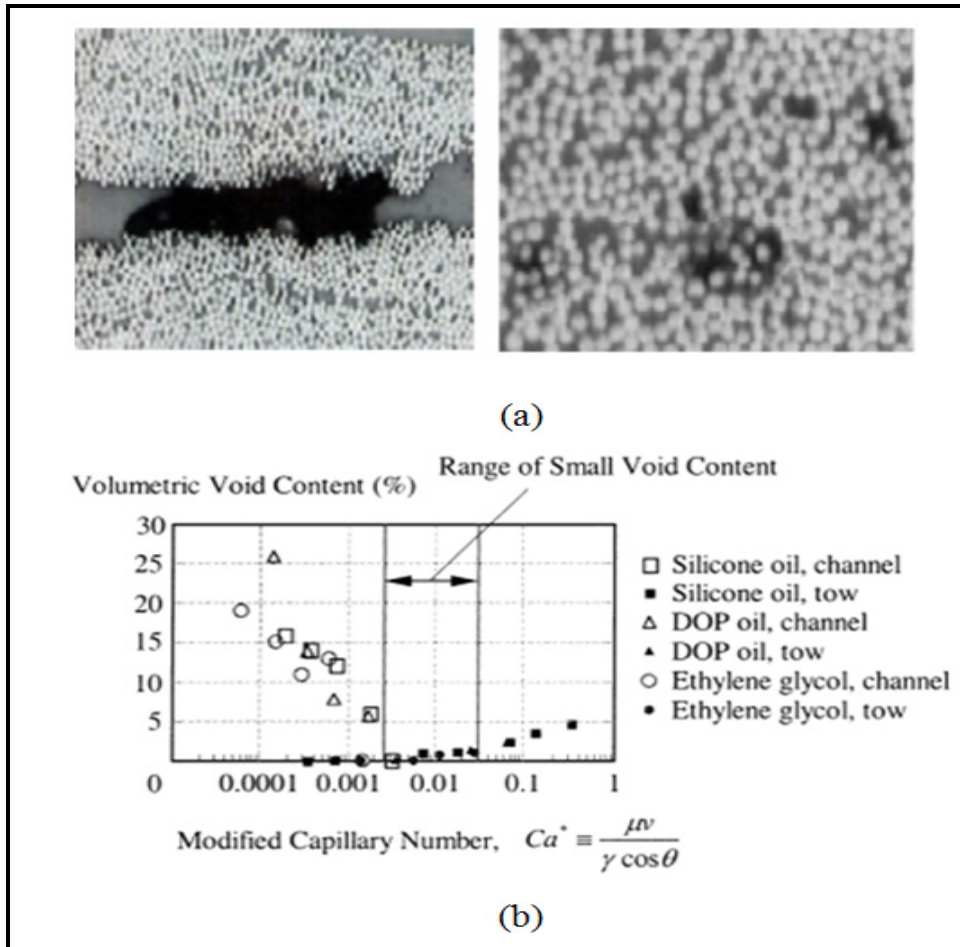 (a)
Range of Small Void Content
Volumetric Void Content (%)
30
25
20
15
10
5
0 0.0001 0.001 0.01 0.1 1
Silicone oil, channel
Silicone oil, tow
DOP oil, channel
DOP oil, tow
Ethylene glycol, channel
Ethylene glycol, tow
Modified Capillary Number, Ca* ≡ μv / γ cosθ
(b)